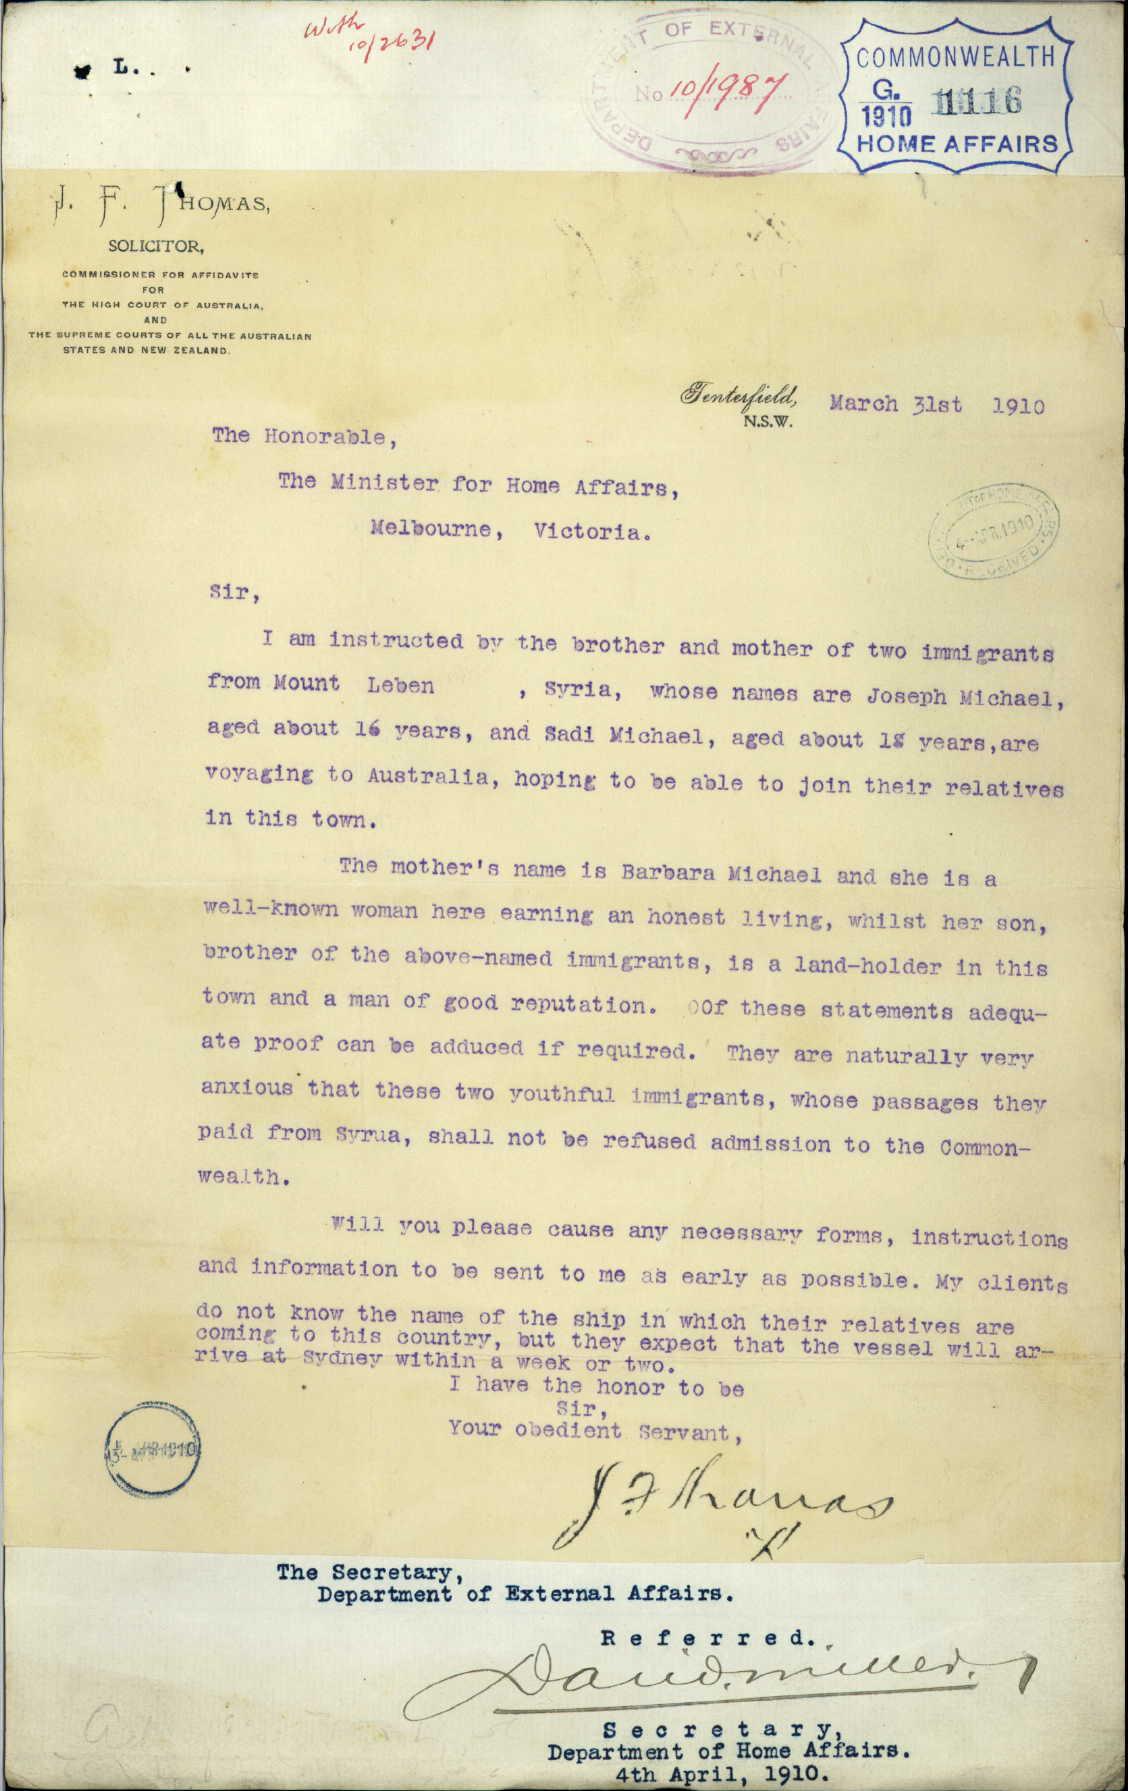 With
10/2631
L.
DEPARTMENT OF EXTERNAL AFFAIRS
No 10/1987
COMMONWEALTH
G.
1910 11116
HOME AFFAIRS
J. F. THOMAS,
SOLICITOR,
COMMISSIONER FOR AFFIDAVITS
FOR
THE HIGH COURT OF AUSTRALIA,
AND
THE SUPREME COURTS OF ALL THE AUSTRALIAN
STATES AND NEW ZEALAND.
Tenterfield, March 31st 1910
N.S.W.
The Honorable,
The Minister for Home Affairs,
Melbourne, Victoria.
RECEIVED
Sir,
I am instructed by the brother and mother of two immigrants
from Mount Leben , Syria, whose names are Joseph Michael,
aged about 16 years, and Sadi Michael, aged about 18 years,are
voyaging to Australia, hoping to be able to join their relatives
in this town.
The mother's name is Barbara Michael and she is a
well-known woman here earning an honest living, whilst her son,
brother of the above-named immigrants, is a land-holder in this
town and a man of good reputation. OOf these statements adequ-
ate proof can be adduced if required. They are naturally very
anxious that these two youthful immigrants, whose passages they
paid from Syrua, shall not be refused admission to the Common-
wealth.
Will you please cause any necessary forms, instructions
and information to be sent to me as early as possible. My clients
do not know the name of the ship in which their relatives are
coming to this country, but they expect that the vessel will ar-
rive at Sydney within a week or two.
I have the honor to be
Sir,
Your obedient Servant,
J F Thomas
The Secretary,
Department of External Affairs.
Referred.
David Miller.
Secretary,
Department of Home Affairs.
4th April, 1910.